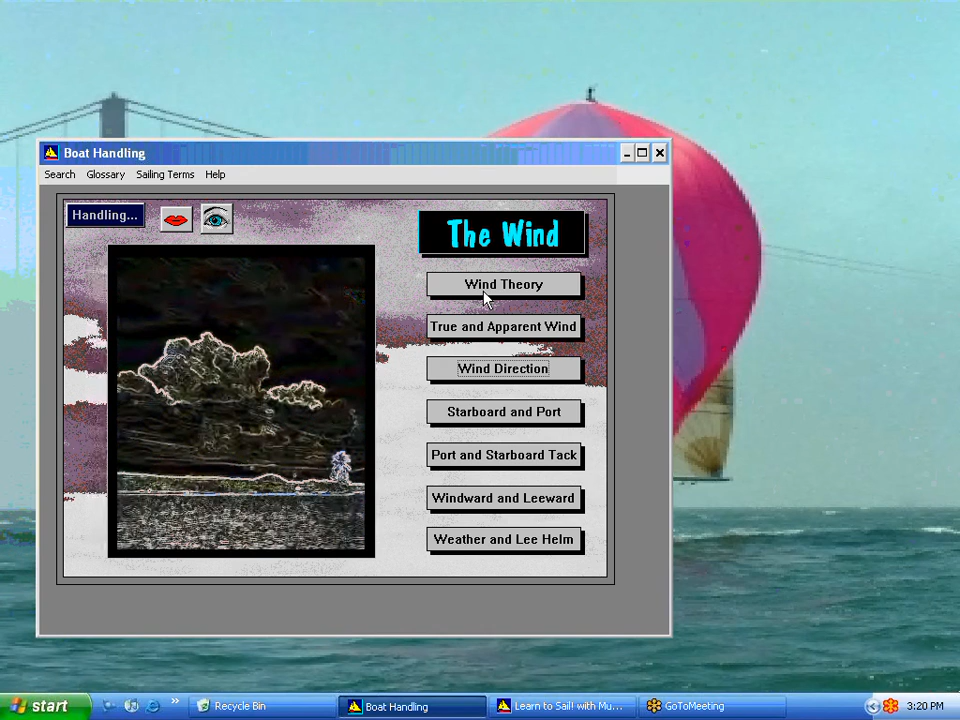 Boat Handling
Search Glossary Sailing Terms Help
Handling...
The Wind
Wind Theory
True and Apparent Wind
Wind Direction
Starboard and Port
Port and Starboard Tack
Windward and Leeward
Weather and Lee Helm
start
Recycle Bin
Boat Handling
Learn to Sail! with Mu...
GoToMeeting
3:20 PM